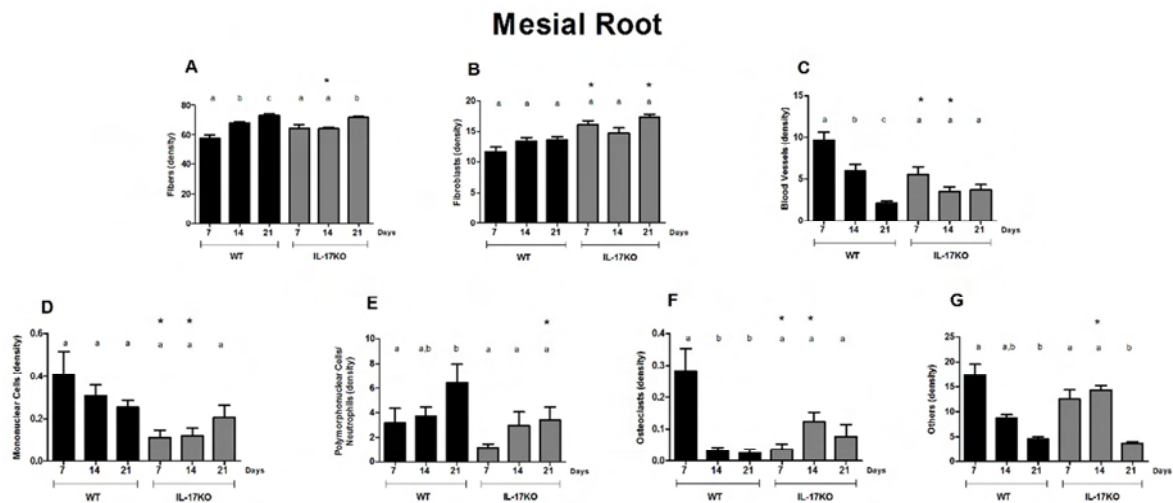 Mesial Root
A
*
a b c a a b
Fibers (density)
80
60
40
20
0
7 14 21 7 14 21 Days
WT IL-17KO
B
* *
a a a a a a
Fibroblasts (density)
20
15
10
5
0
7 14 21 7 14 21 Days
WT IL-17KO
C
* *
a b c a a a
Blood Vessels (density)
15
10
5
0
7 14 21 7 14 21 Days
WT IL-17KO
D
* *
a a a a a a
Mononuclear Cells (density)
0.6
0.4
0.2
0.0
7 14 21 7 14 21 Days
WT IL-17KO
E
*
a a,b b a a a
Polymorphonuclear Cells/
Neutrophils (density)
8
6
4
2
0
7 14 21 7 14 21 Days
WT IL-17KO
F
* *
a b b a a a
Osteoclasts (density)
0.4
0.3
0.2
0.1
0.0
7 14 21 7 14 21 Days
WT IL-17KO
G
*
a a,b b a a b
Others (density)
25
20
15
10
5
0
7 14 21 7 14 21 Days
WT IL-17KO